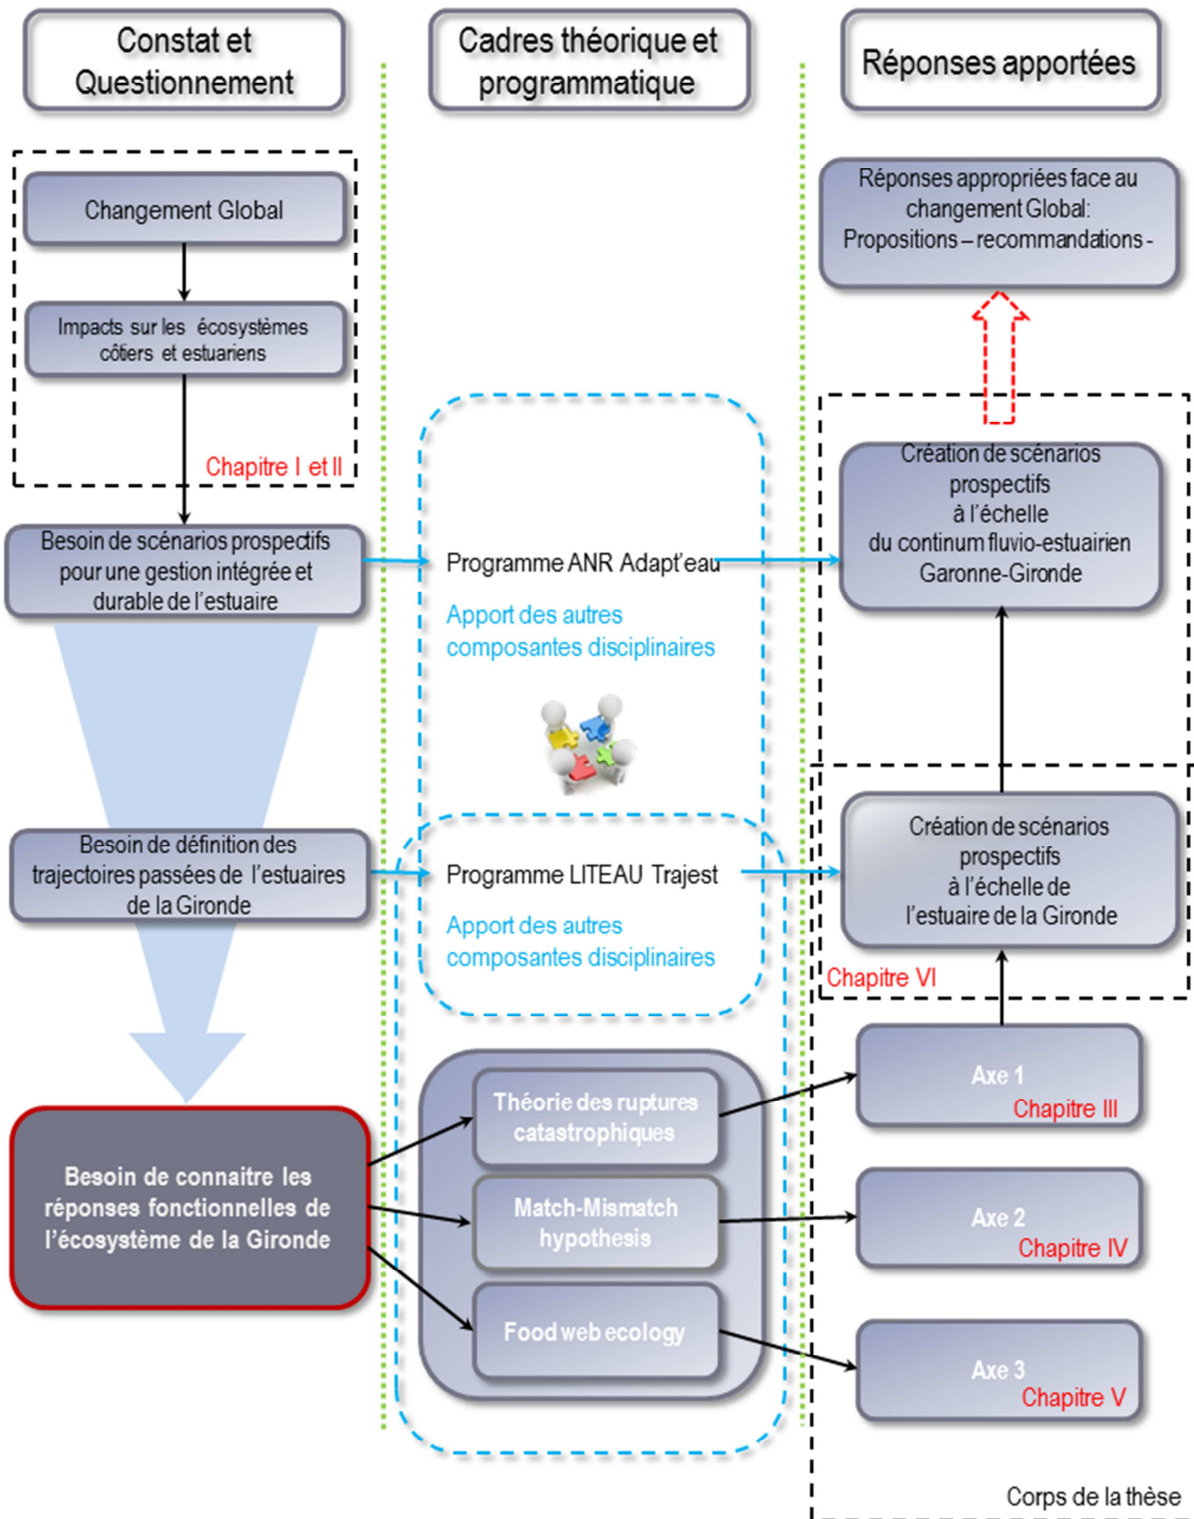 Constat et
Questionnement
Cadres théorique et
programmatique
Réponses apportées
Changement Global
Impacts sur les écosystèmes
côtiers et estuariens
Chapitre I et II
Besoin de scénarios prospectifs
pour une gestion intégrée et
durable de l'estuaire
Besoin de définition des
trajectoires passées de l'estuaires
de la Gironde
Besoin de connaitre les
réponses fonctionnelles de
l'écosystème de la Gironde
Programme ANR Adapt'eau
Apport des autres
composantes disciplinaires
Programme LITEAU Trajest
Apport des autres
composantes disciplinaires
Théorie des ruptures
catastrophiques
Match-Mismatch
hypothesis
Food web ecology
Réponses appropriées face au
changement Global:
Propositions – recommandations -
Création de scénarios
prospectifs
à l'échelle
du continum fluvio-estuairien
Garonne-Gironde
Création de scénarios
prospectifs
à l'échelle de
l'estuaire de la Gironde
Chapitre VI
Axe 1
Chapitre III
Axe 2
Chapitre IV
Axe 3
Chapitre V
Corps de la thèse